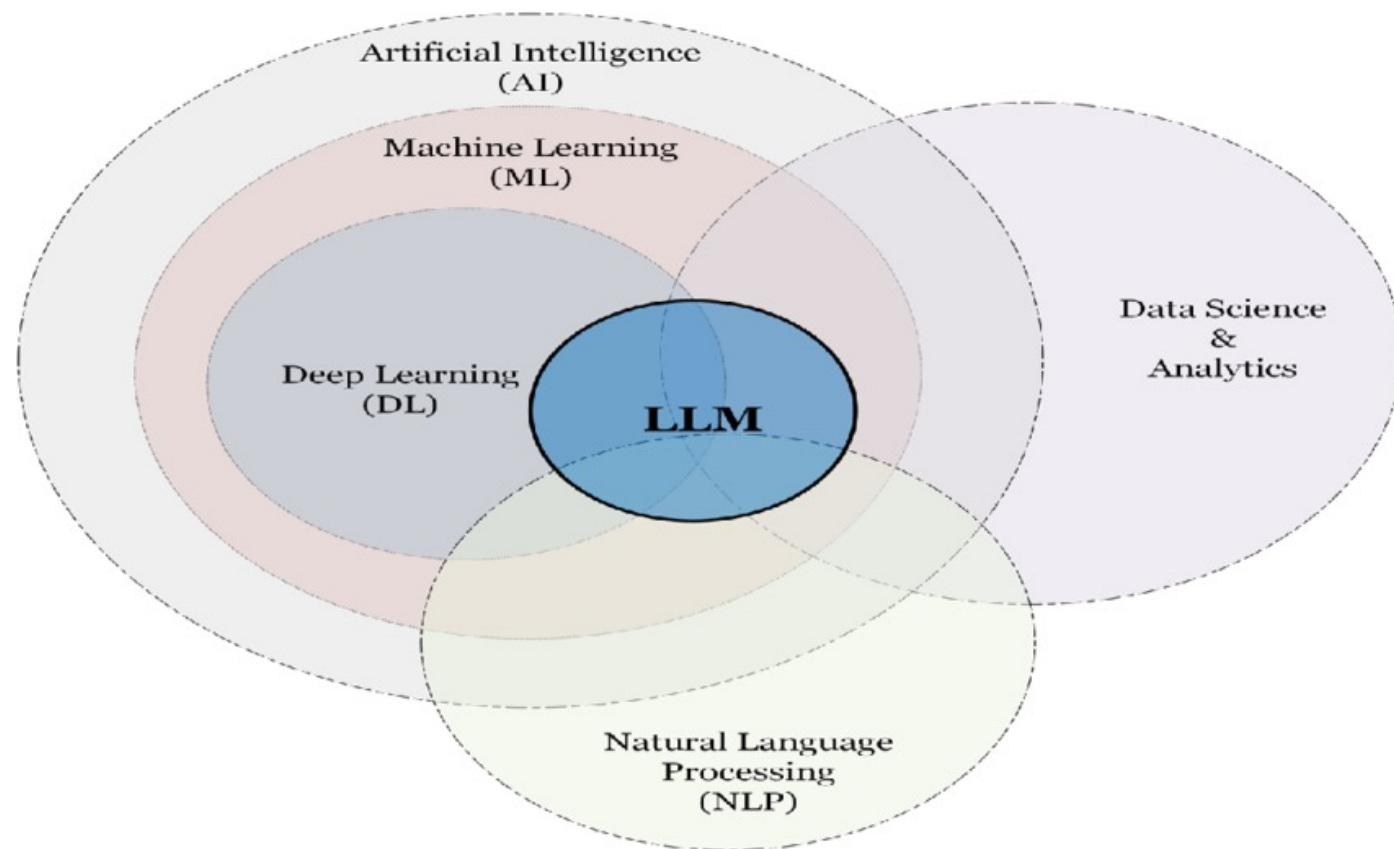 Artificial Intelligence
(AI)
Machine Learning
(ML)
Data Science
&
Analytics
Deep Learning
(DL)
LLM
Natural Language
Processing
(NLP)